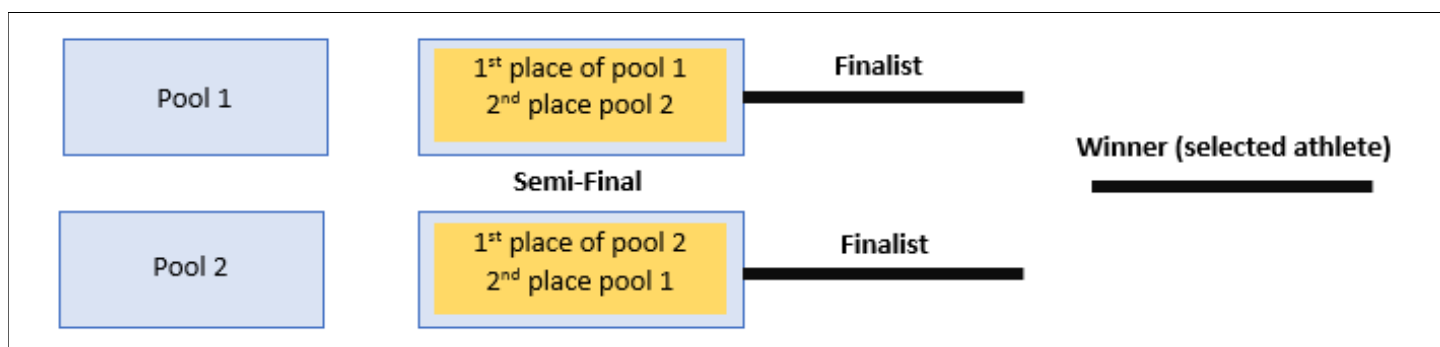 Pool 1
1st place of pool 1
2nd place pool 2
Finalist
Winner (selected athlete)
Semi-Final
Pool 2
1st place of pool 2
2nd place pool 1
Finalist